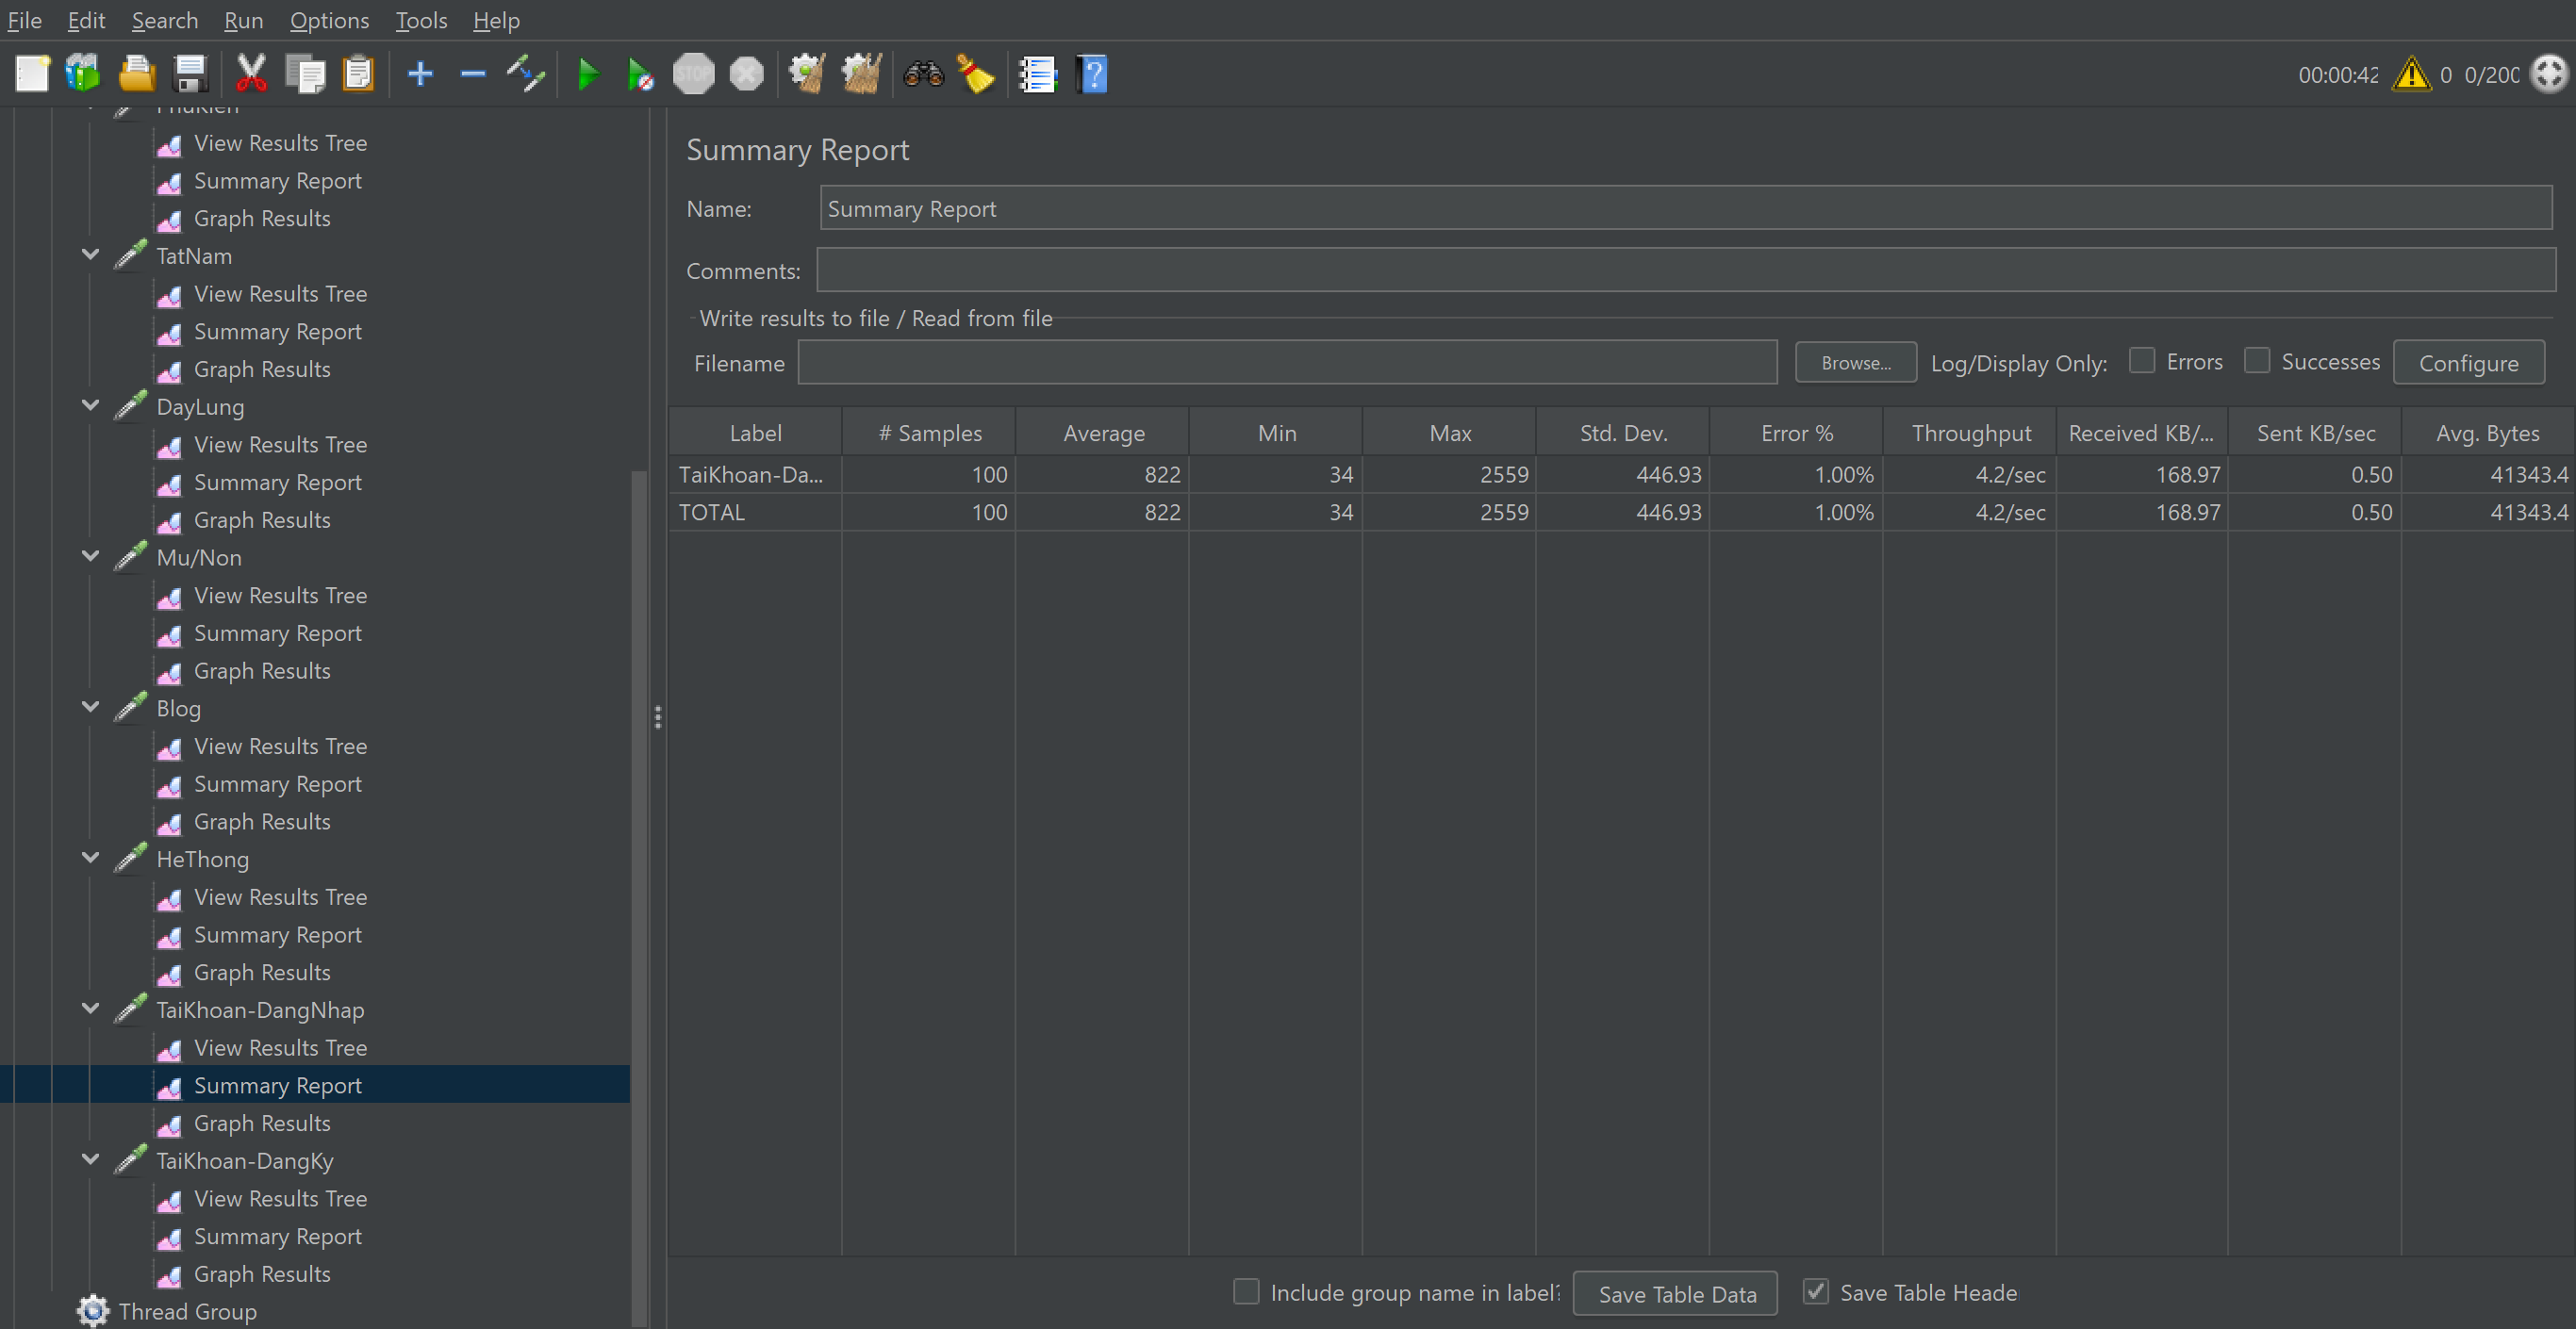 File Edit Search Run Options Tools Help
STOP
00:00:42 0 0/200
View Results Tree
Summary Report
Graph Results
TatNam
View Results Tree
Summary Report
Graph Results
DayLung
View Results Tree
Summary Report
Graph Results
Mu/Non
View Results Tree
Summary Report
Graph Results
Blog
View Results Tree
Summary Report
Graph Results
HeThong
View Results Tree
Summary Report
Graph Results
TaiKhoan-DangNhap
View Results Tree
Summary Report
Graph Results
TaiKhoan-DangKy
View Results Tree
Summary Report
Graph Results
Thread Group
Summary Report
Name: Summary Report
Comments:
Write results to file / Read from file
Filename Browse... Log/Display Only: Errors Successes Configure
Label # Samples Average Min Max Std. Dev. Error % Throughput Received KB/... Sent KB/sec Avg. Bytes
TaiKhoan-Da... 100 822 34 2559 446.93 1.00% 4.2/sec 168.97 0.50 41343.4
TOTAL 100 822 34 2559 446.93 1.00% 4.2/sec 168.97 0.50 41343.4
Include group name in label? Save Table Data Save Table Heade